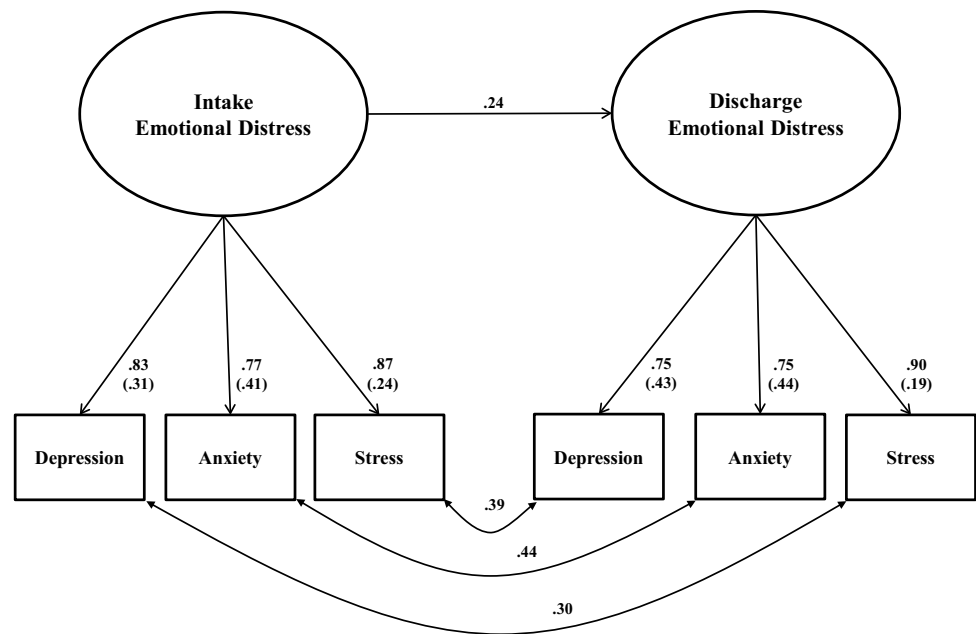 Intake
Emotional Distress
.24
Discharge
Emotional Distress
.83
(.31)
.77
(.41)
.87
(.24)
.75
(.43)
.75
(.44)
.90
(.19)
Depression
Anxiety
Stress
Depression
Anxiety
Stress
.39
.44
.30